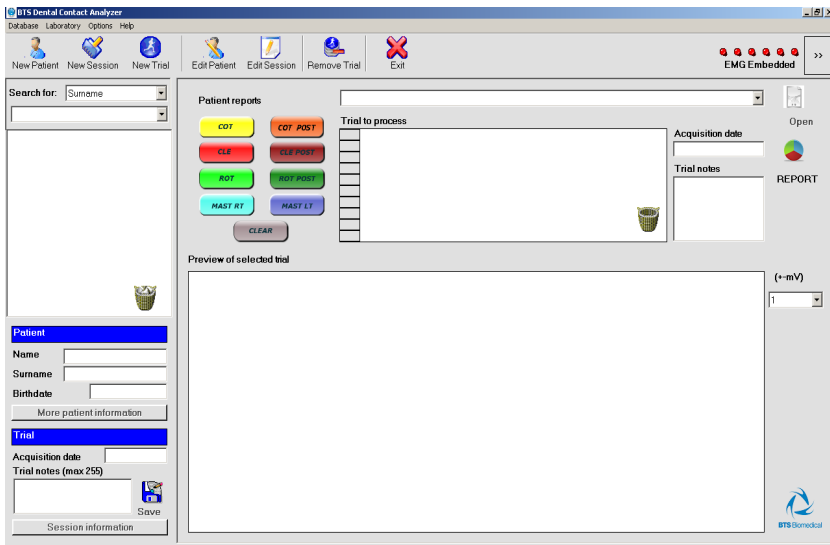 BTS Dental Contact Analyzer
Database Laboratory Options Help
New Patient New Session New Trial Edit Patient Edit Session Remove Trial Exit
EMG Embedded
>>
Search for: Surname
Patient reports
Open
COT COT POST
CLE CLE POST
ROT ROT POST
MAST RT MAST LT
CLEAR
Trial to process
Acquisition date
Trial notes
REPORT
Preview of selected trial
(+-mV)
1
Patient
Name
Surname
Birthdate
More patient information
Trial
Acquisition date
Trial notes (max 255)
Save
Session information
BTS Biomedical